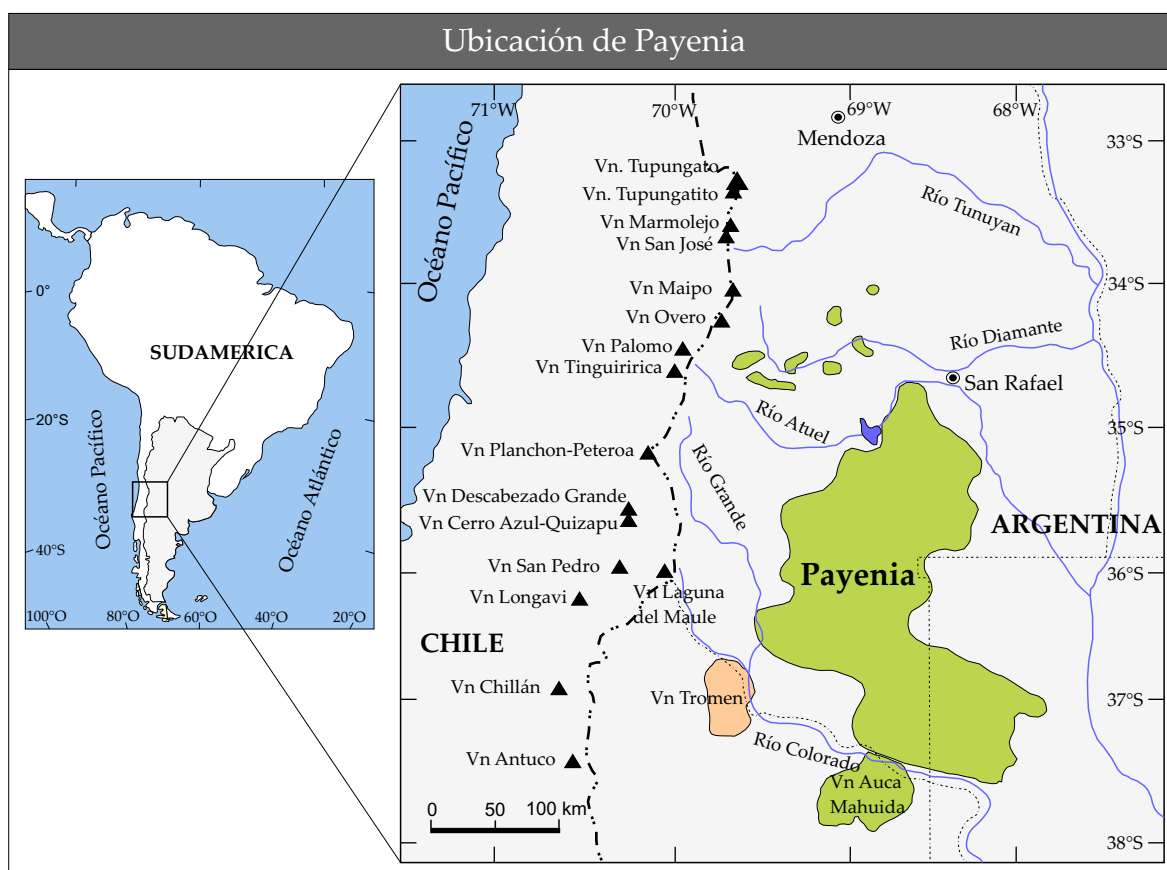 Ubicación de Payenia
Océano Pacífico
Océano Atlántico
SUDAMERICA
0°
20°S
40°S
100°O
80°O
60°O
40°O
20°O
71°W
70°W
69°W
68°W
33°S
34°S
35°S
36°S
37°S
38°S
Océano Pacífico
Mendoza
Vn. Tupungato
Vn. Tupungatito
Vn Marmolejo
Vn San José
Río Tunuyan
Vn Maipo
Vn Overo
Vn Palomo
Vn Tinguiririca
Río Diamante
San Rafael
Río Atuel
Vn Planchon-Peteroa
Río Grande
Vn Descabezado Grande
Vn Cerro Azul-Quizapu
ARGENTINA
Vn San Pedro
Payenia
Vn Longavi
Vn Laguna
del Maule
CHILE
Vn Chillán
Vn Tromen
Río Colorado
Vn Antuco
Vn Auca
Mahuida
0 50 100 km